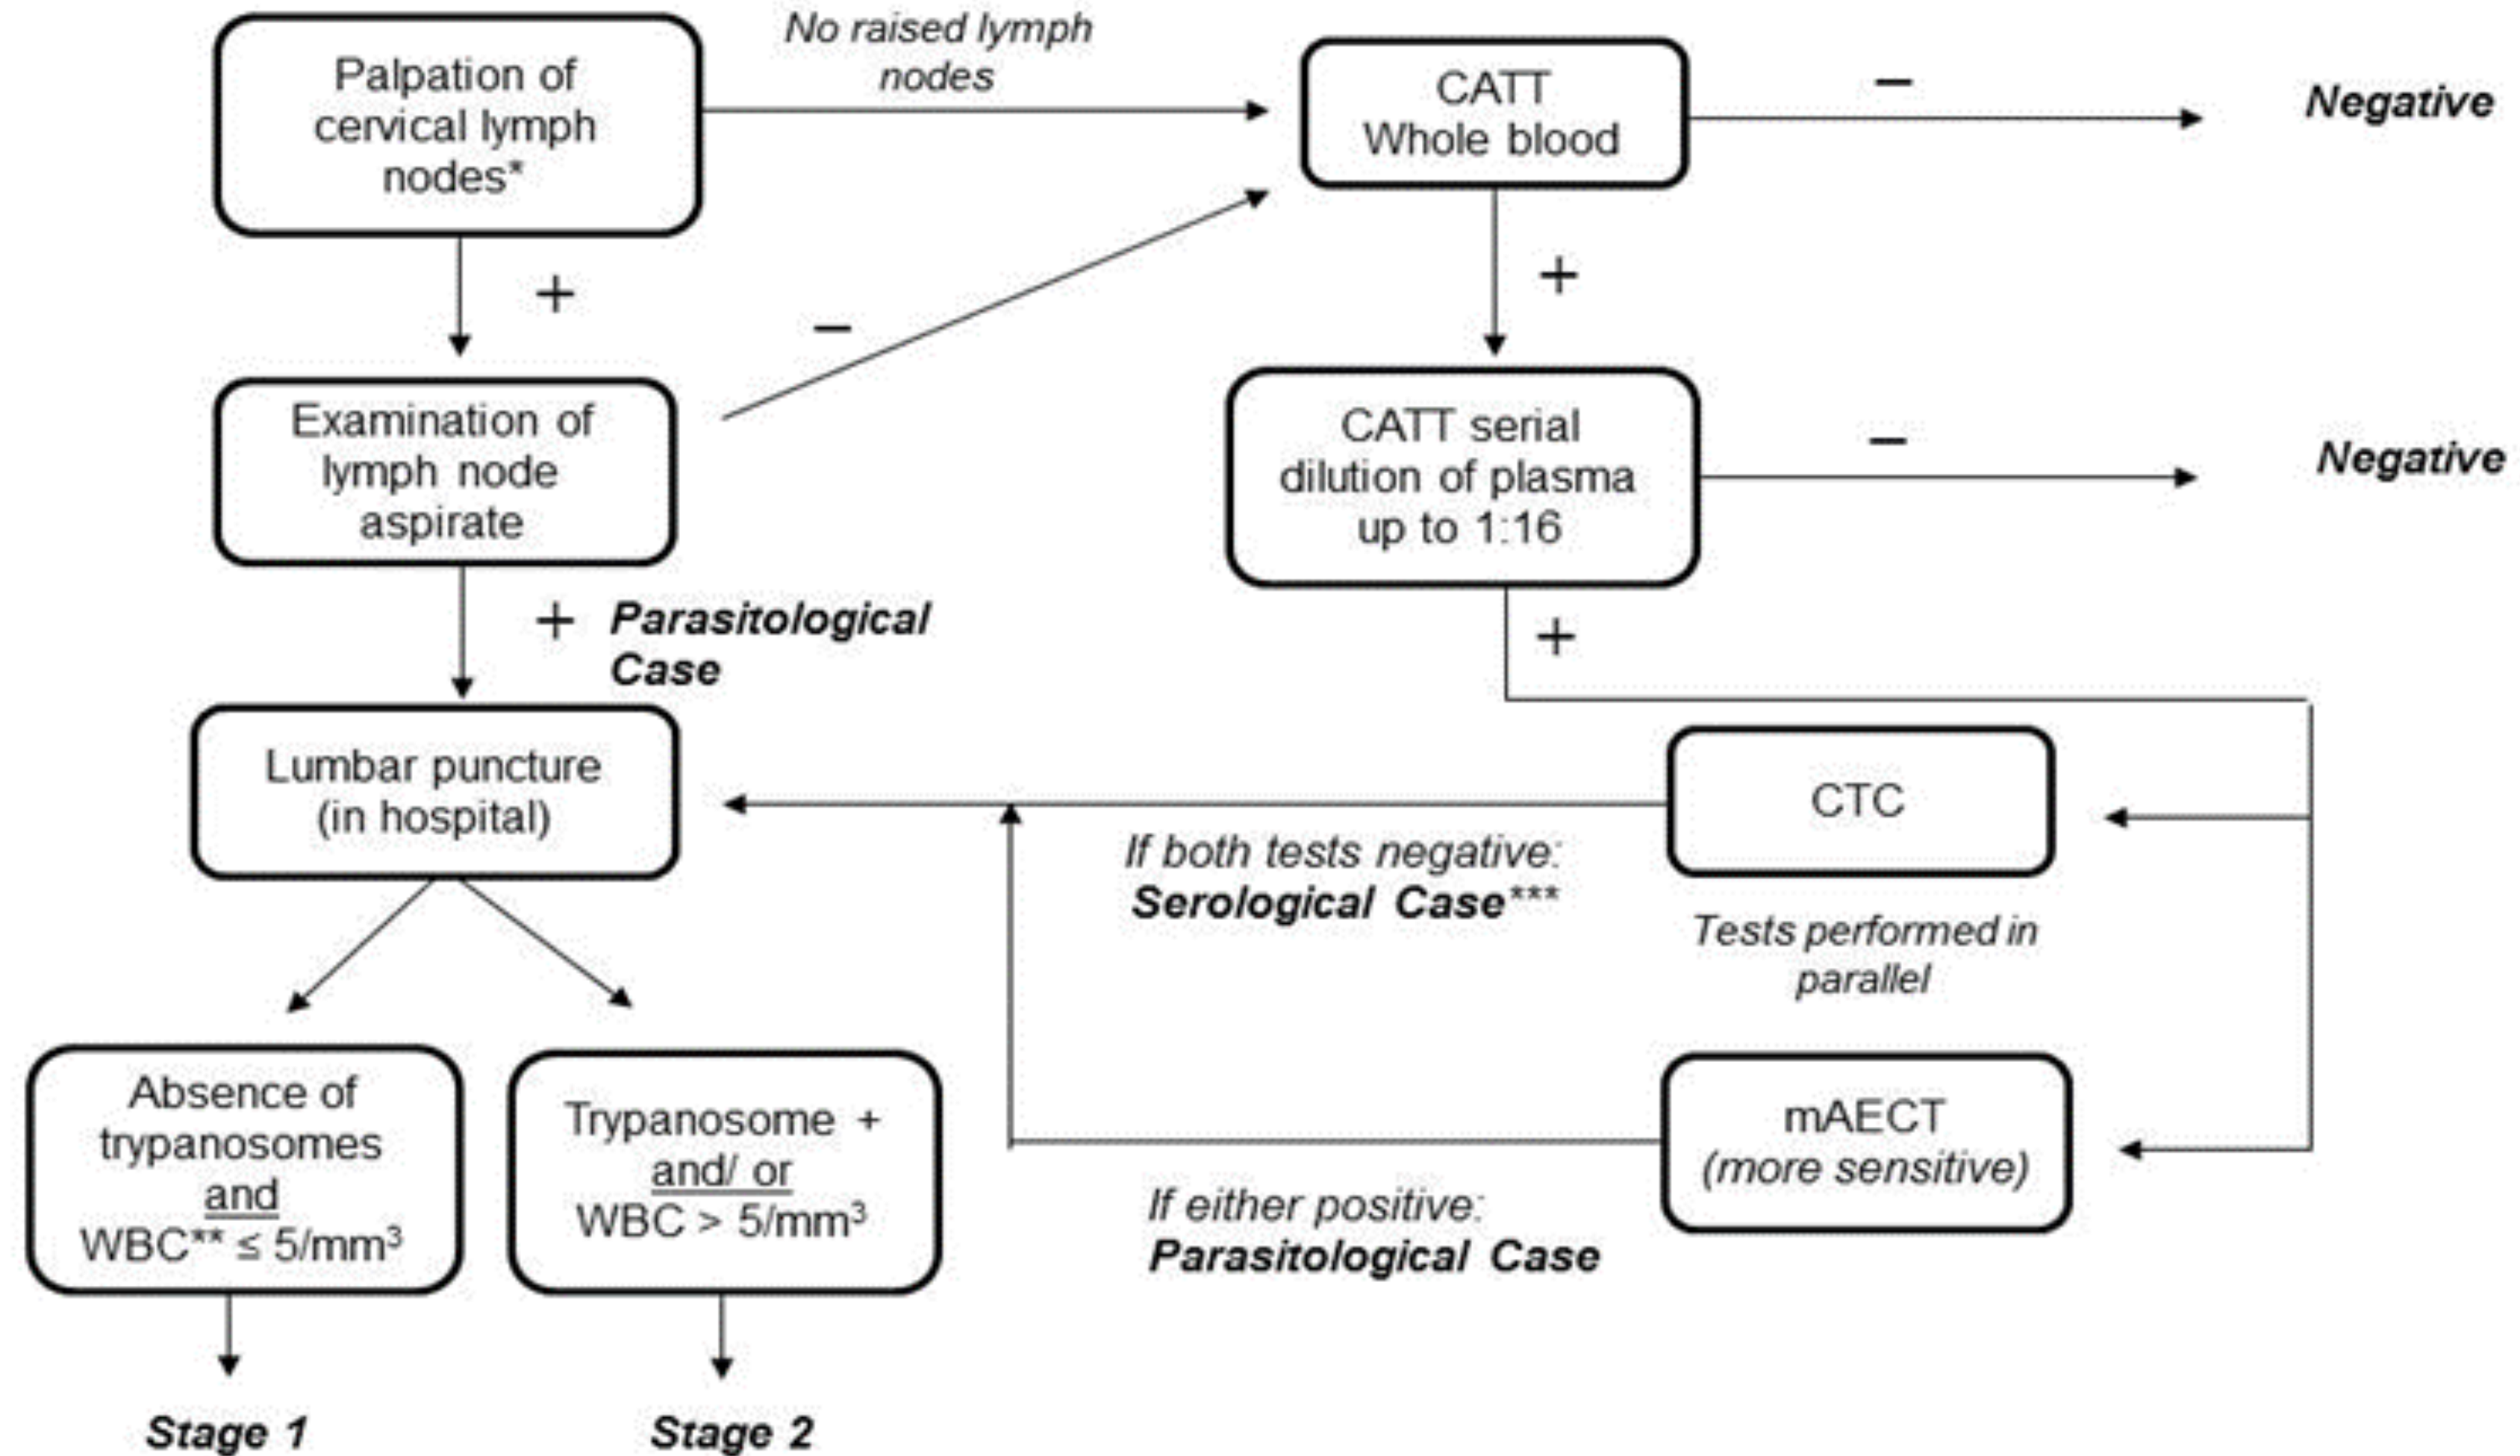 Palpation of
cervical lymph
nodes*
No raised lymph
nodes
CATT
Whole blood
–
Negative
+
–
+
Examination of
lymph node
aspirate
CATT serial
dilution of plasma
up to 1:16
–
Negative
+ Parasitological
Case
+
Lumbar puncture
(in hospital)
CTC
If both tests negative:
Serological Case***
Tests performed in
parallel
Absence of
trypanosomes
and
WBC** ≤ 5/mm³
Trypanosome +
and/ or
WBC > 5/mm³
mAECT
(more sensitive)
If either positive:
Parasitological Case
Stage 1
Stage 2